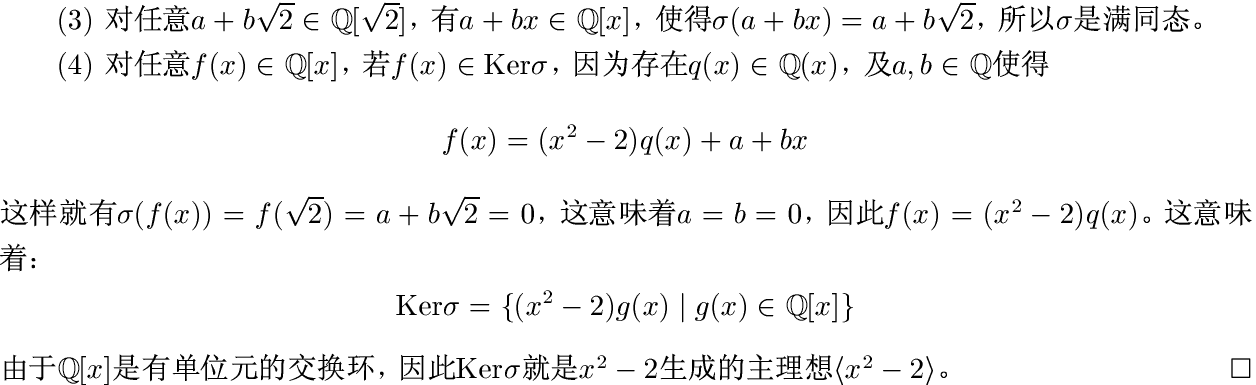 (3) 对任意a + b√2 ∈ ℚ[√2]，有a + bx ∈ ℚ[x]，使得σ(a + bx) = a + b√2，所以σ是满同态。
(4) 对任意f(x) ∈ ℚ[x]，若f(x) ∈ Kerσ，因为存在q(x) ∈ ℚ(x)，及a, b ∈ ℚ使得
f(x) = (x² − 2)q(x) + a + bx
这样就有σ(f(x)) = f(√2) = a + b√2 = 0，这意味着a = b = 0，因此f(x) = (x² − 2)q(x)。这意味
着：
Kerσ = {(x² − 2)g(x) | g(x) ∈ ℚ[x]}
由于ℚ[x]是有单位元的交换环，因此Kerσ就是x² − 2生成的主理想⟨x² − 2⟩。 □